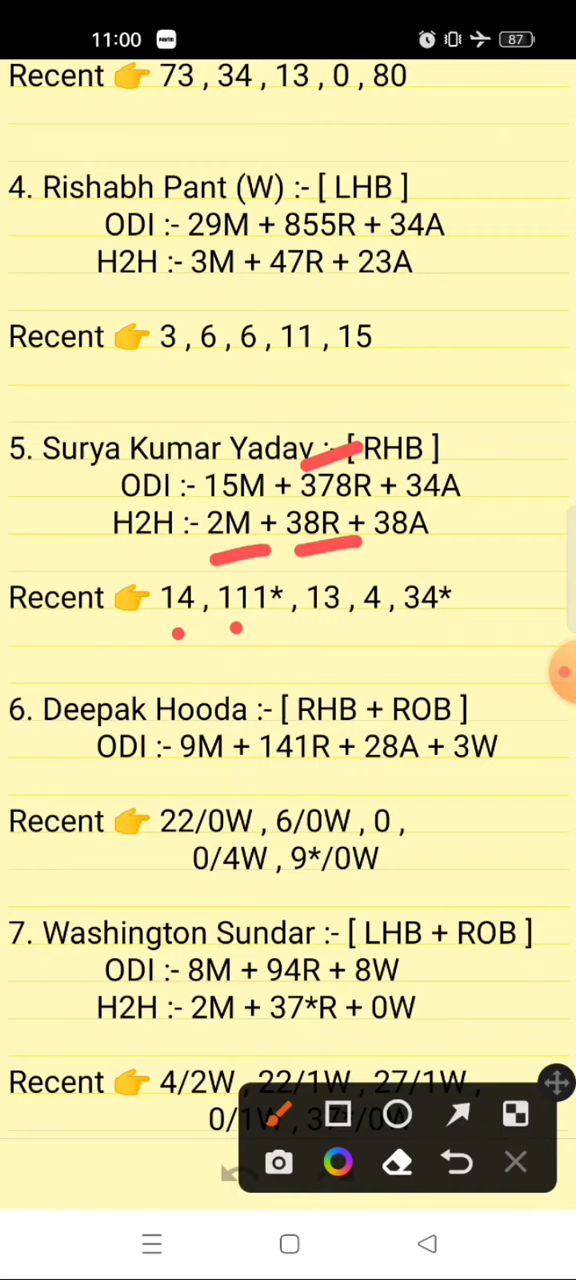 11:00
87
Recent 👉 73 , 34 , 13 , 0 , 80
4. Rishabh Pant (W) :- [ LHB ]
ODI :- 29M + 855R + 34A
H2H :- 3M + 47R + 23A
Recent 👉 3 , 6 , 6 , 11 , 15
5. Surya Kumar Yadav :- [ RHB ]
ODI :- 15M + 378R + 34A
H2H :- 2M + 38R + 38A
Recent 👉 14 , 111* , 13 , 4 , 34*
6. Deepak Hooda :- [ RHB + ROB ]
ODI :- 9M + 141R + 28A + 3W
Recent 👉 22/0W , 6/0W , 0 ,
0/4W , 9*/0W
7. Washington Sundar :- [ LHB + ROB ]
ODI :- 8M + 94R + 8W
H2H :- 2M + 37*R + 0W
Recent 👉 4/2W , 22/1W , 27/1W ,
0/1W , 37*/0W